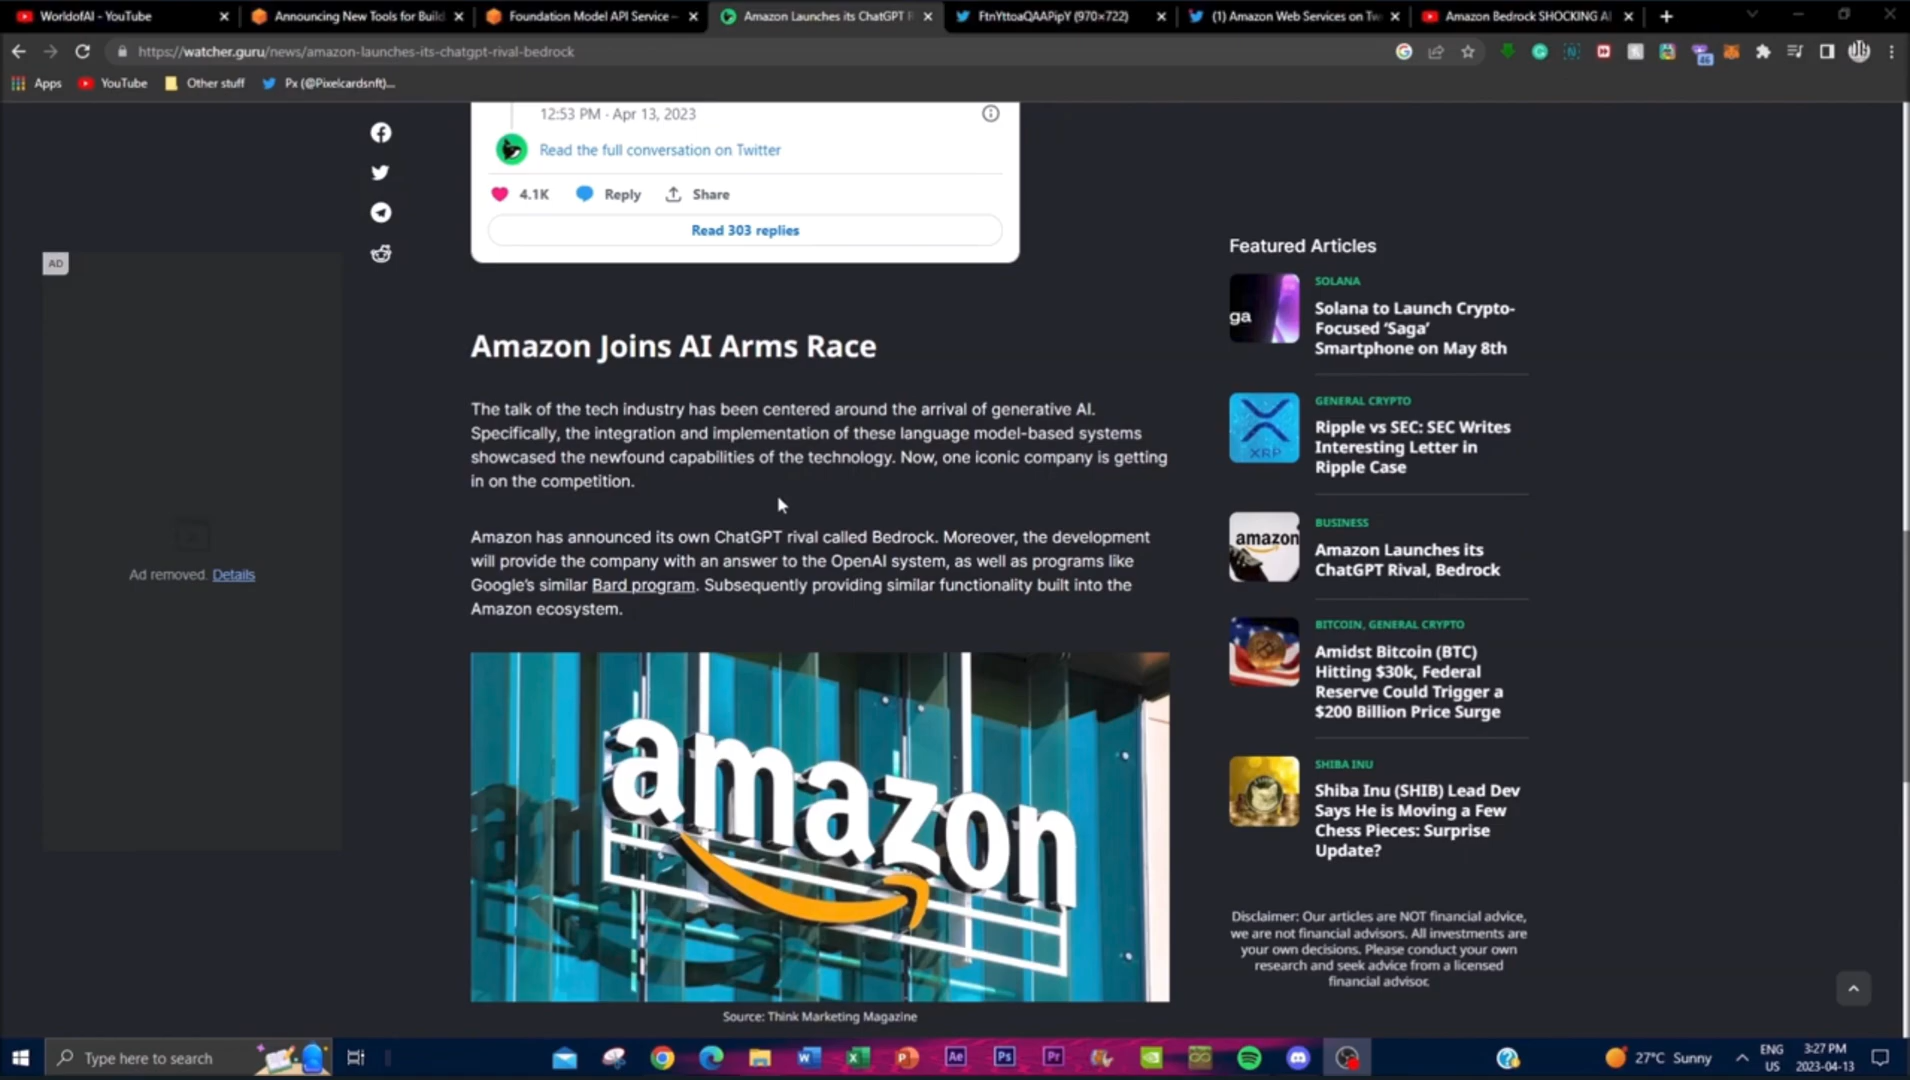 WorldofAI - YouTube
Announcing New Tools for Build
Foundation Model API Service –
Amazon Launches its ChatGPT R
FtnYttoaQAAPipY (970×722)
(1) Amazon Web Services on Tw
Amazon Bedrock SHOCKING AI
https://watcher.guru/news/amazon-launches-its-chatgpt-rival-bedrock
46
Apps
YouTube
Other stuff
Px (@Pixelcardsnft)...
12:53 PM · Apr 13, 2023
Read the full conversation on Twitter
4.1K
Reply
Share
Read 303 replies
AD
Ad removed. Details
Amazon Joins AI Arms Race
The talk of the tech industry has been centered around the arrival of generative AI.
Specifically, the integration and implementation of these language model-based systems
showcased the newfound capabilities of the technology. Now, one iconic company is getting
in on the competition.
Amazon has announced its own ChatGPT rival called Bedrock. Moreover, the development
will provide the company with an answer to the OpenAI system, as well as programs like
Google's similar Bard program. Subsequently providing similar functionality built into the
Amazon ecosystem.
amazon
Source: Think Marketing Magazine
Featured Articles
ga
SOLANA
Solana to Launch Crypto-
Focused 'Saga'
Smartphone on May 8th
XRP
GENERAL CRYPTO
Ripple vs SEC: SEC Writes
Interesting Letter in
Ripple Case
amazon
BUSINESS
Amazon Launches its
ChatGPT Rival, Bedrock
BITCOIN, GENERAL CRYPTO
Amidst Bitcoin (BTC)
Hitting $30k, Federal
Reserve Could Trigger a
$200 Billion Price Surge
SHIBA INU
Shiba Inu (SHIB) Lead Dev
Says He is Moving a Few
Chess Pieces: Surprise
Update?
Disclaimer: Our articles are NOT financial advice,
we are not financial advisors. All investments are
your own decisions. Please conduct your own
research and seek advice from a licensed
financial advisor.
Type here to search
Ae
Ps
Pr
27°C Sunny
ENG
US
3:27 PM
2023-04-13